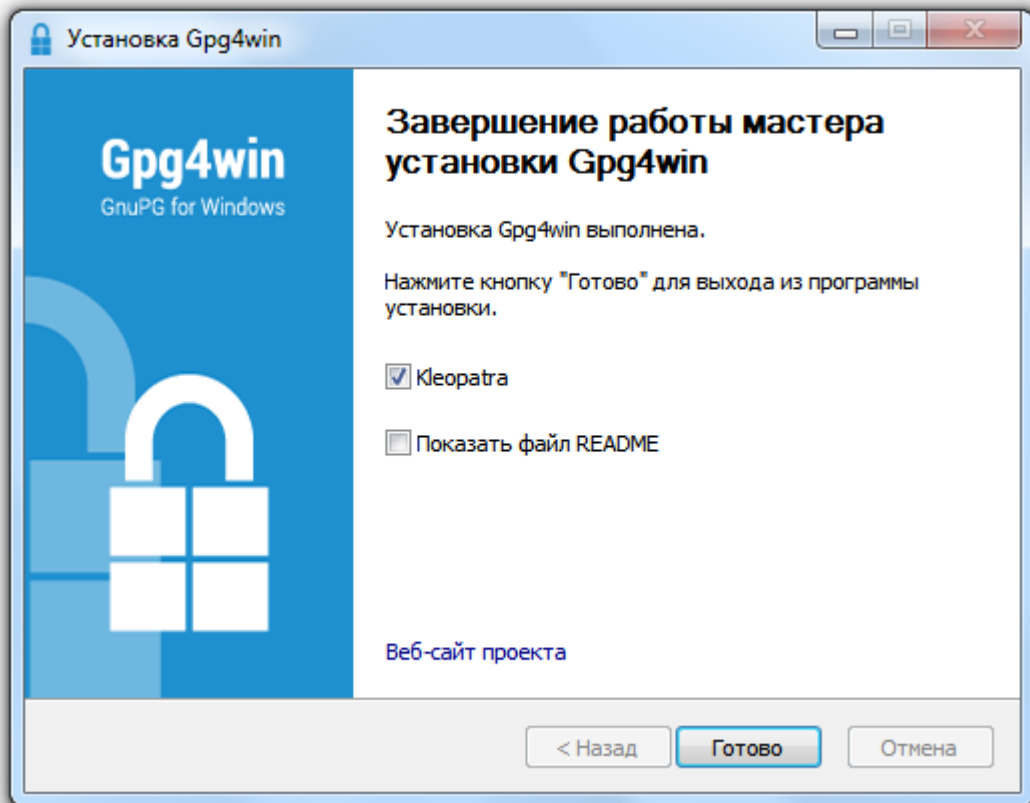 Установка Gpg4win
Gpg4win
GnuPG for Windows
Завершение работы мастера
установки Gpg4win
Установка Gpg4win выполнена.
Нажмите кнопку "Готово" для выхода из программы
установки.
Kleopatra
Показать файл README
Веб-сайт проекта
< Назад
Готово
Отмена